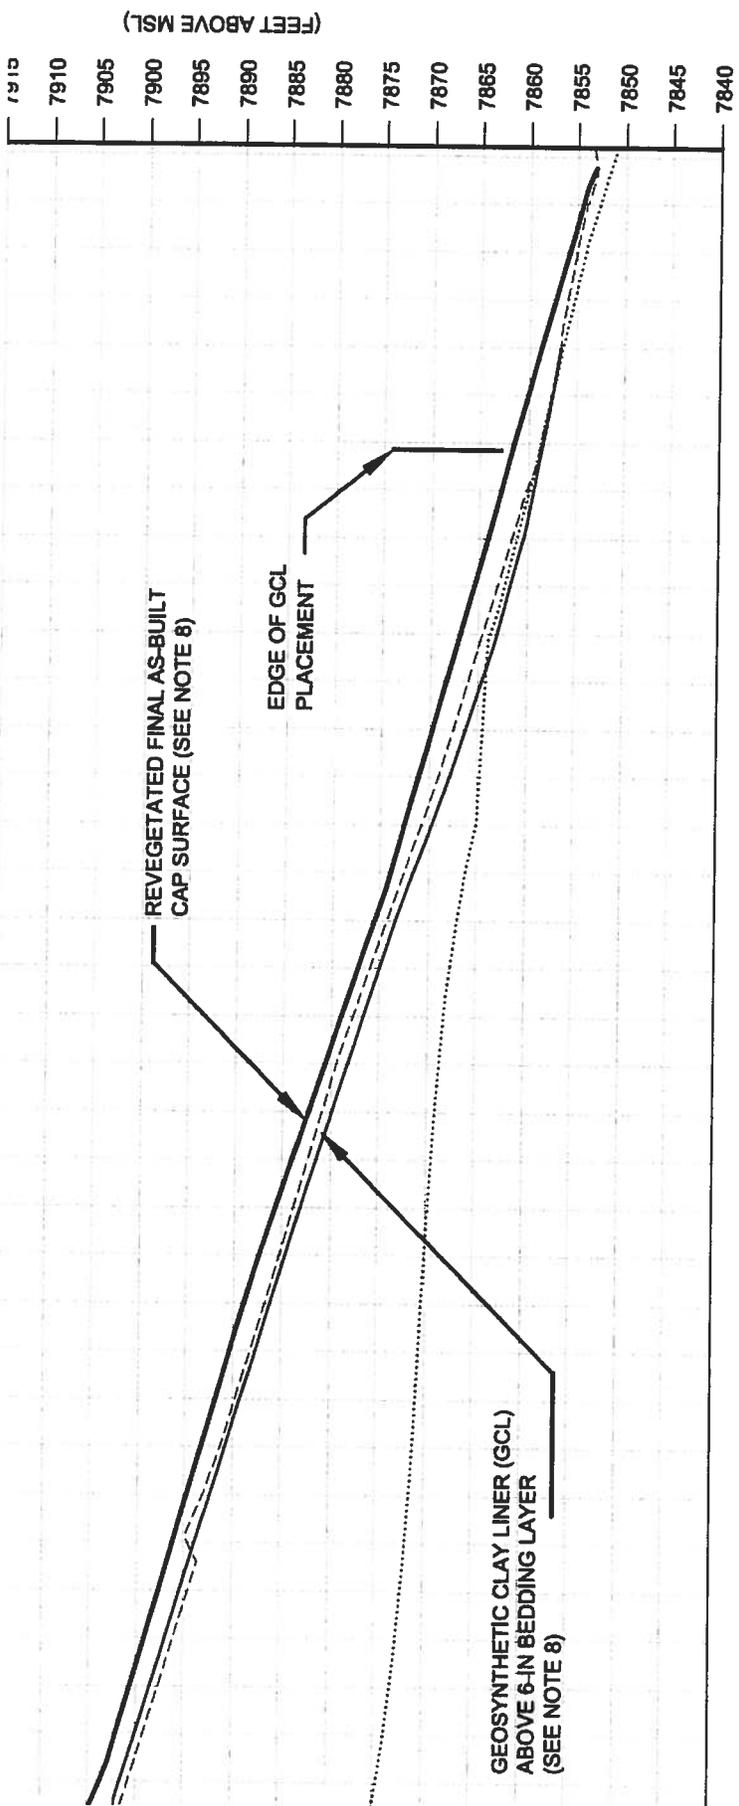 (FEET ABOVE MSL)
7915
7910
7905
7900
7895
7890
7885
7880
7875
7870
7865
7860
7855
7850
7845
7840
REVEGETATED FINAL AS-BUILT
CAP SURFACE (SEE NOTE 8)
EDGE OF GCL
PLACEMENT
GEOSYNTHETIC CLAY LINER (GCL)
ABOVE 6-IN BEDDING LAYER
(SEE NOTE 8)